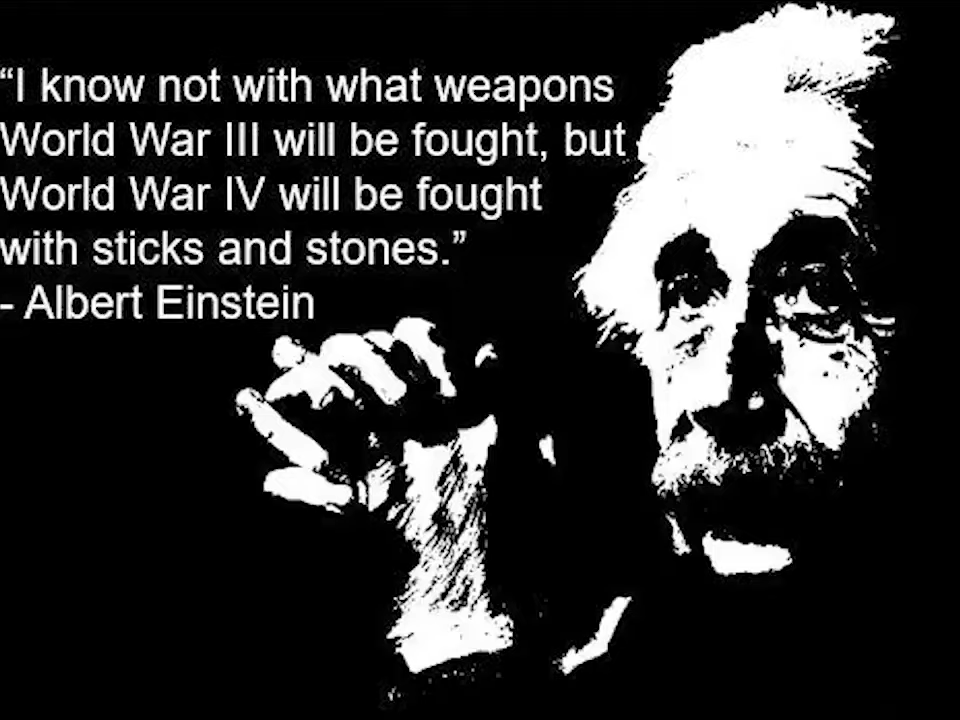 “I know not with what weapons
World War III will be fought, but
World War IV will be fought
with sticks and stones.”
- Albert Einstein